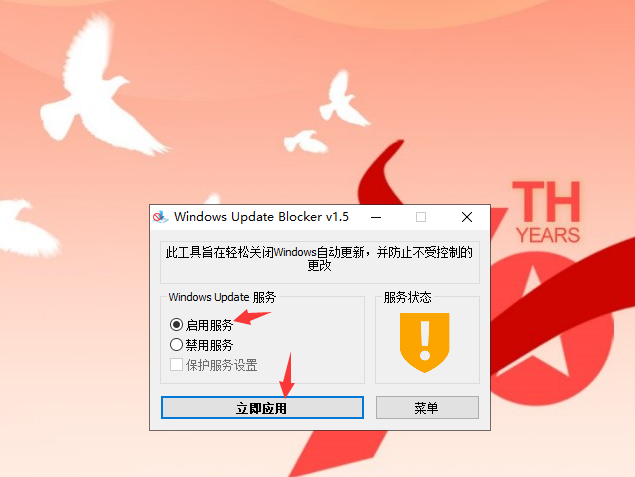 Windows Update Blocker v1.5
此工具旨在轻松关闭Windows自动更新，并防止不受控制的
更改
Windows Update 服务
服务状态
启用服务
禁用服务
保护服务设置
立即应用
菜单
TH
YEARS